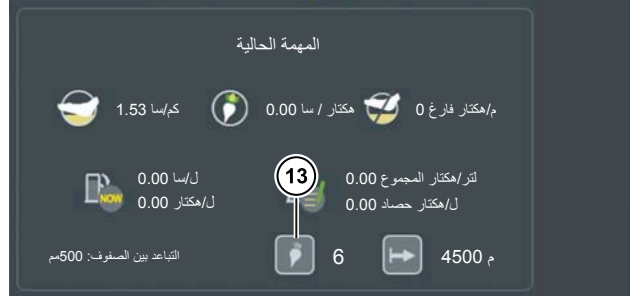 المهمة الحالية
م/هكتار فارغ 0
هكتار / سا 0.00
كم/سا 1.53
لتر/هكتار المجموع 0.00
ل/هكتار حصاد 0.00
13
ل/سا 0.00
ل/هكتار 0.00
NOW
م 4500
6
التباعد بين الصفوف: 500مم